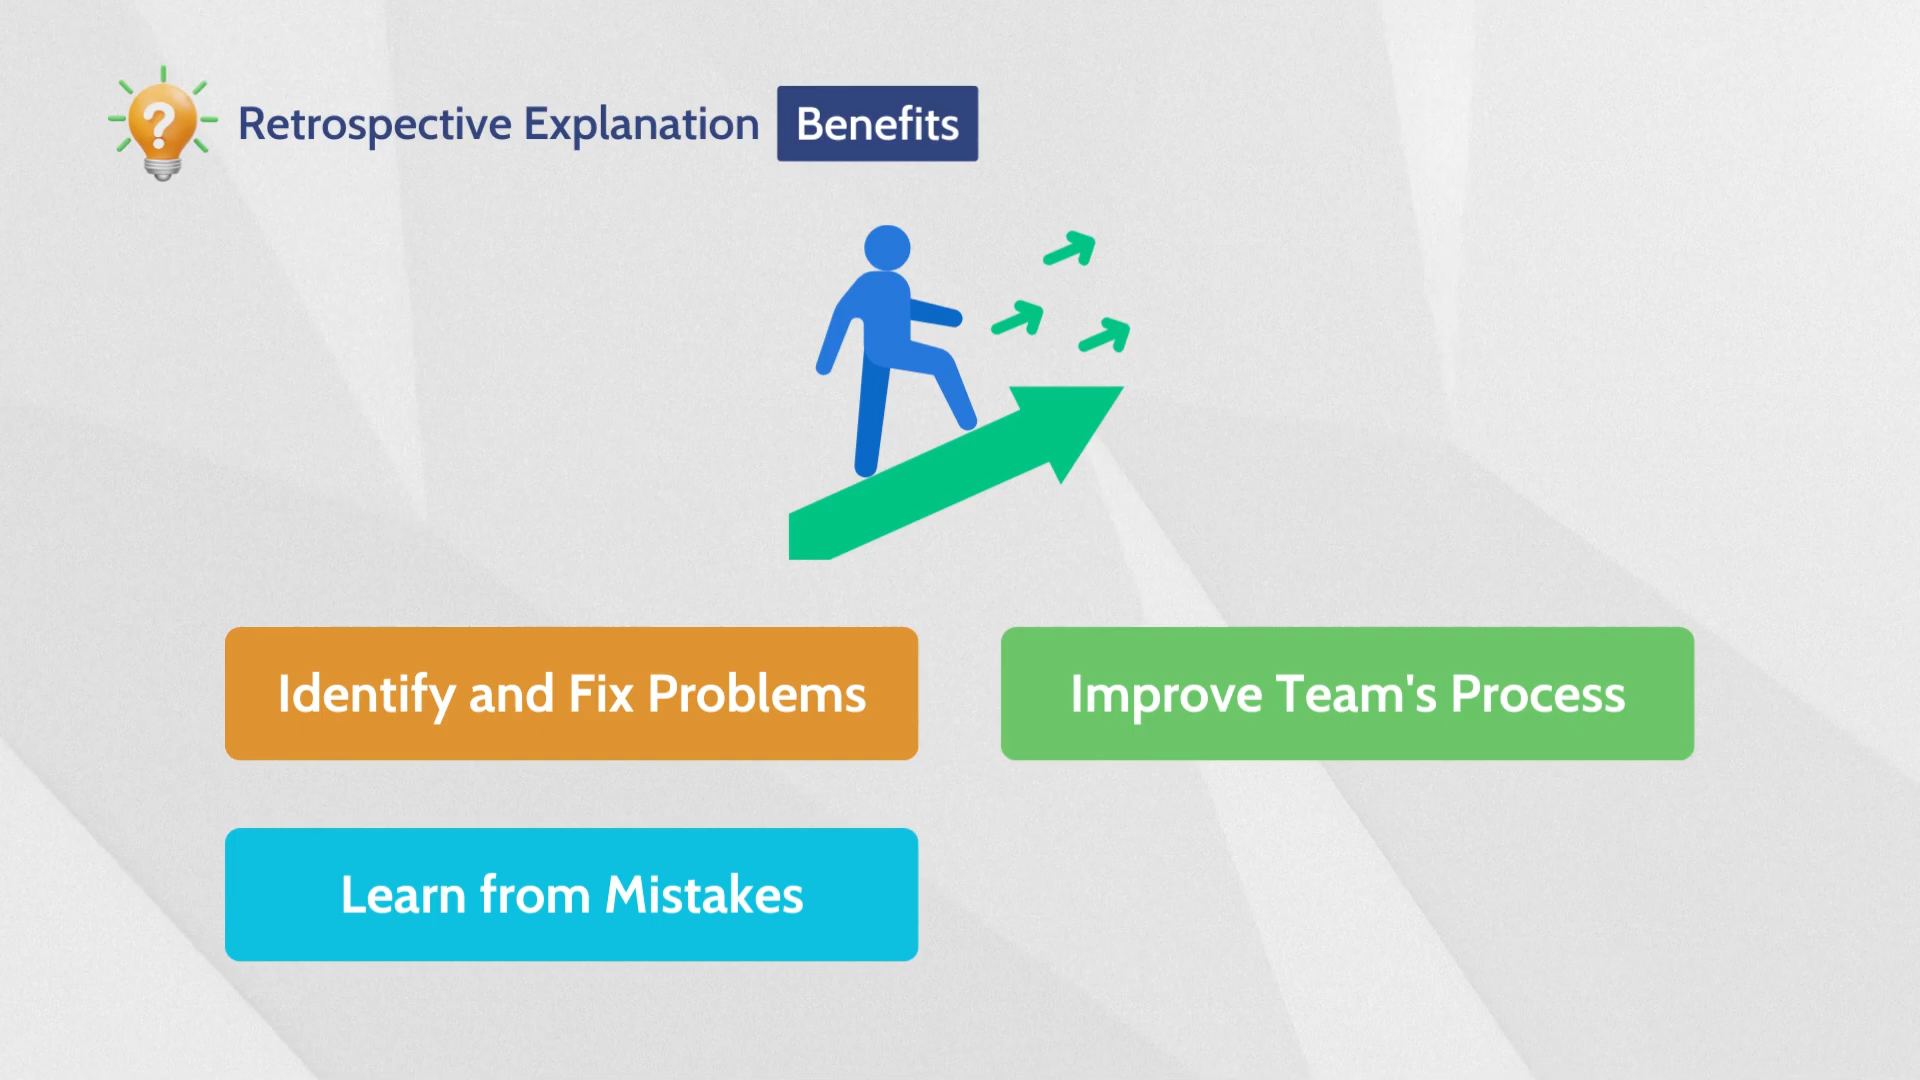 ?
Retrospective Explanation Benefits
Identify and Fix Problems
Improve Team's Process
Learn from Mistakes